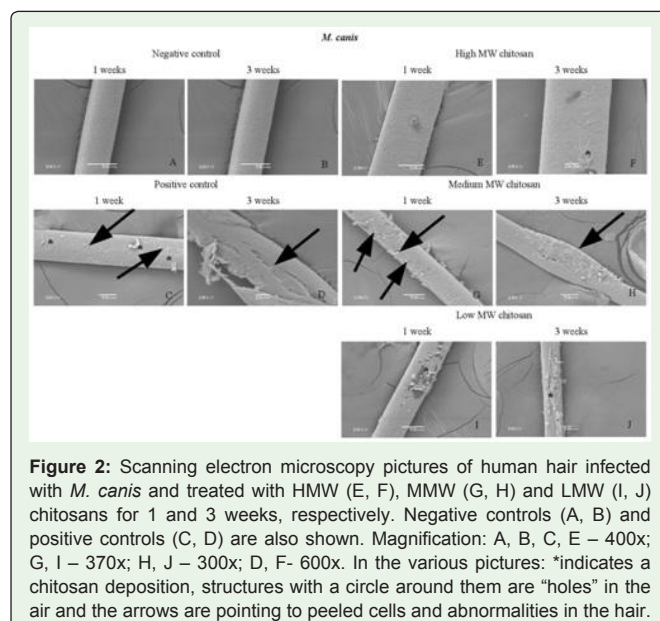 M. canis
Negative control
High MW chitosan
1 weeks
3 weeks
1 week
3 weeks
A
B
E
F
Positive control
Medium MW chitosan
1 week
3 weeks
1 week
3 weeks
C
D
G
H
Low MW chitosan
1 week
3 weeks
I
J
Figure 2: Scanning electron microscopy pictures of human hair infected
with M. canis and treated with HMW (E, F), MMW (G, H) and LMW (I, J)
chitosans for 1 and 3 weeks, respectively. Negative controls (A, B) and
positive controls (C, D) are also shown. Magnification: A, B, C, E – 400x;
G, I – 370x; H, J – 300x; D, F- 600x. In the various pictures: *indicates a
chitosan deposition, structures with a circle around them are “holes” in the
air and the arrows are pointing to peeled cells and abnormalities in the hair.